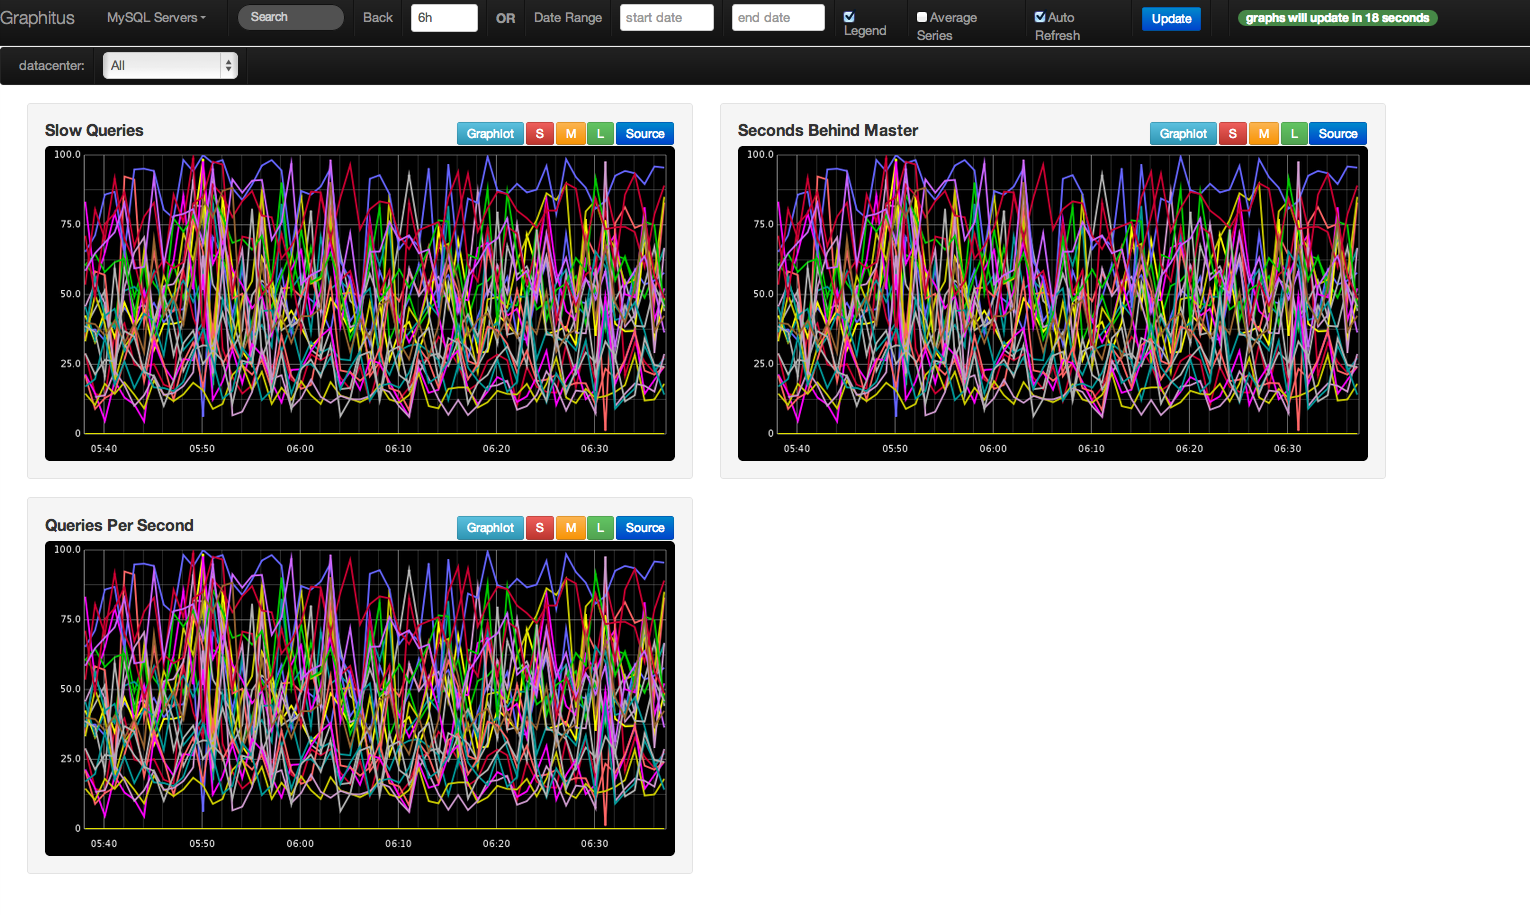 Graphitus MySQL Servers Search Back 6h OR Date Range start date end date Legend Average Series Auto Refresh Update graphs will update in 18 seconds
datacenter: All
Slow Queries Graphlot S M L Source
100.0
75.0
50.0
25.0
0
05:40 05:50 06:00 06:10 06:20 06:30
Seconds Behind Master Graphlot S M L Source
100.0
75.0
50.0
25.0
0
05:40 05:50 06:00 06:10 06:20 06:30
Queries Per Second Graphlot S M L Source
100.0
75.0
50.0
25.0
0
05:40 05:50 06:00 06:10 06:20 06:30